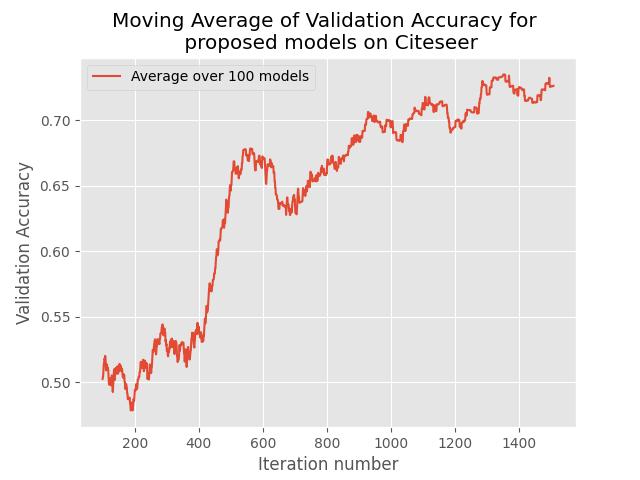 Moving Average of Validation Accuracy for
proposed models on Citeseer
Average over 100 models
Validation Accuracy
0.70
0.65
0.60
0.55
0.50
200 400 600 800 1000 1200 1400
Iteration number